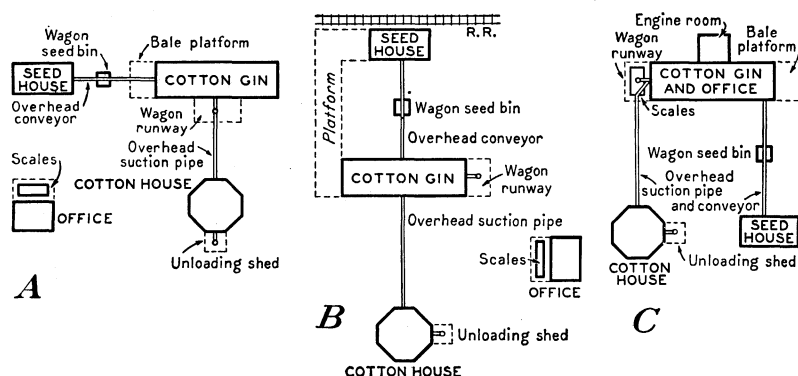 Wagon
seed bin
Bale platform
SEED
HOUSE
COTTON GIN
Overhead
conveyor
Wagon
runway
Overhead
suction pipe
Scales
COTTON HOUSE
OFFICE
Unloading shed
A
R.R.
SEED
HOUSE
Platform
Wagon seed bin
Overhead conveyor
COTTON GIN
Wagon
runway
Overhead suction pipe
Scales
OFFICE
B
Unloading shed
COTTON HOUSE
C
Engine room
Wagon
runway
Bale
platform
COTTON GIN
AND OFFICE
Scales
Wagon seed bin
Overhead
suction pipe
and conveyor
SEED
HOUSE
COTTON
HOUSE
Unloading shed
C